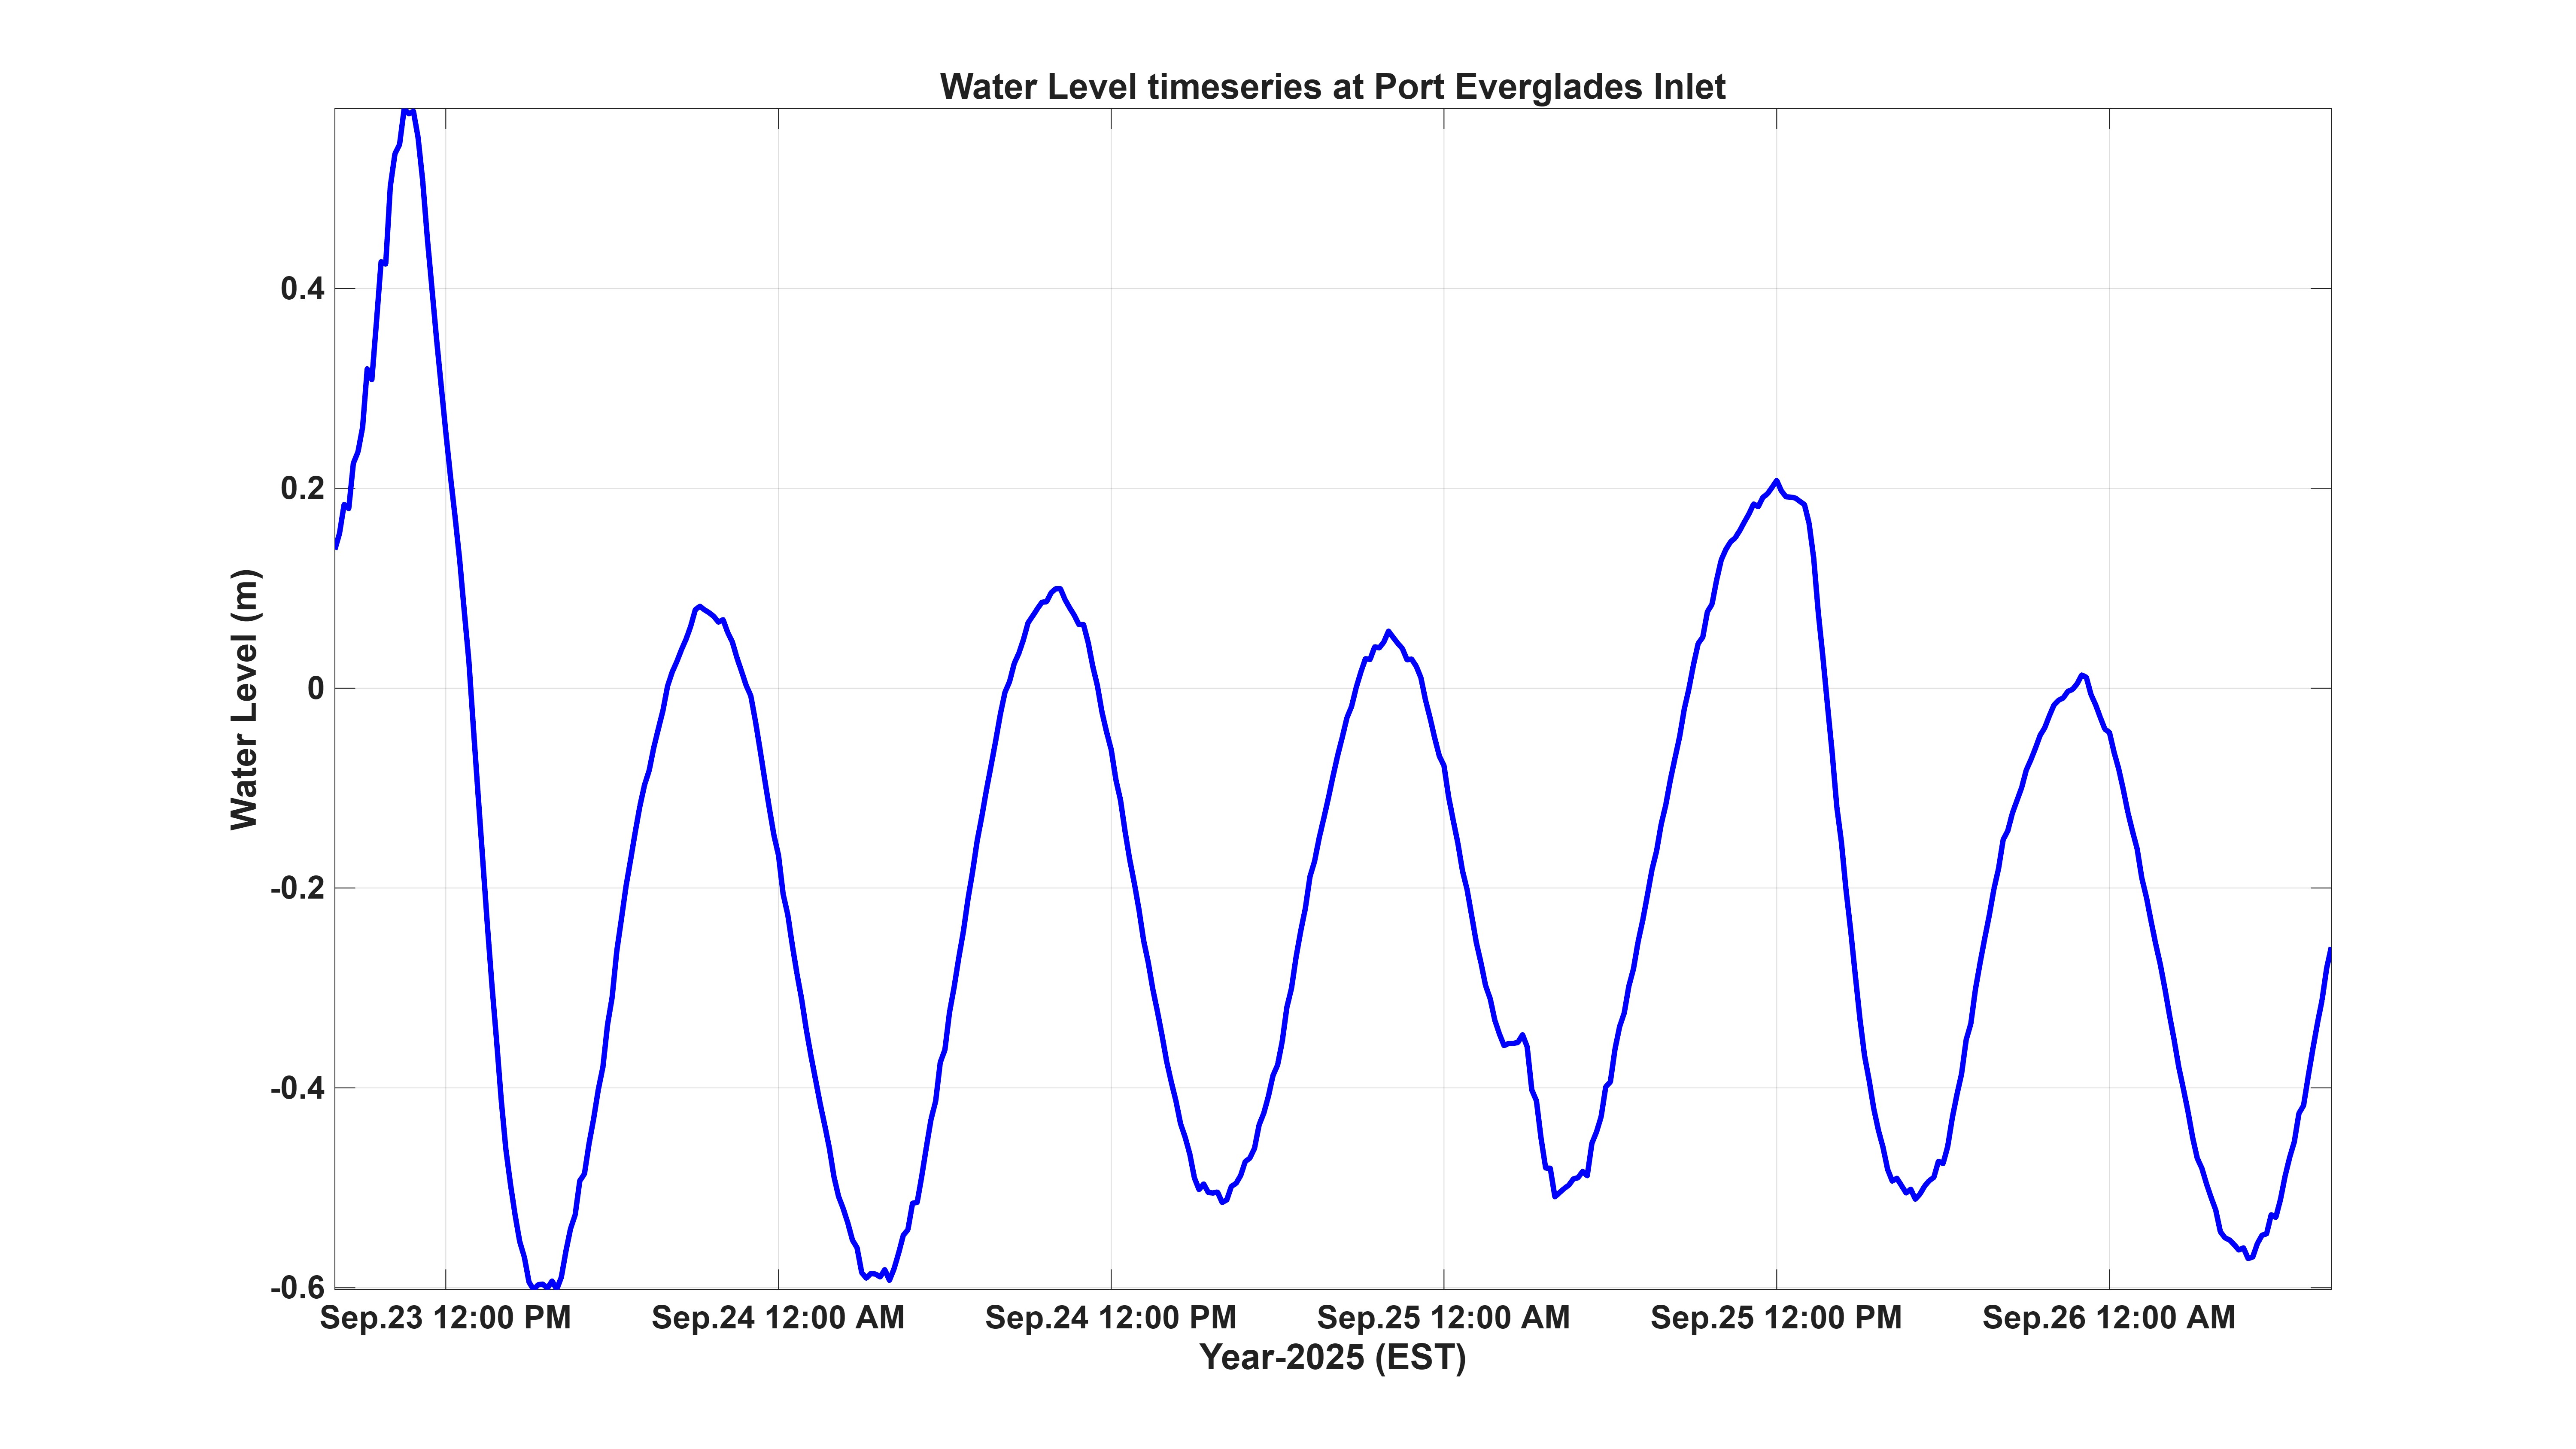 Water Level timeseries at Port Everglades Inlet
0.4
0.2
0
-0.2
-0.4
-0.6
Water Level (m)
Sep.23 12:00 PM Sep.24 12:00 AM Sep.24 12:00 PM Sep.25 12:00 AM Sep.25 12:00 PM Sep.26 12:00 AM
Year-2025 (EST)